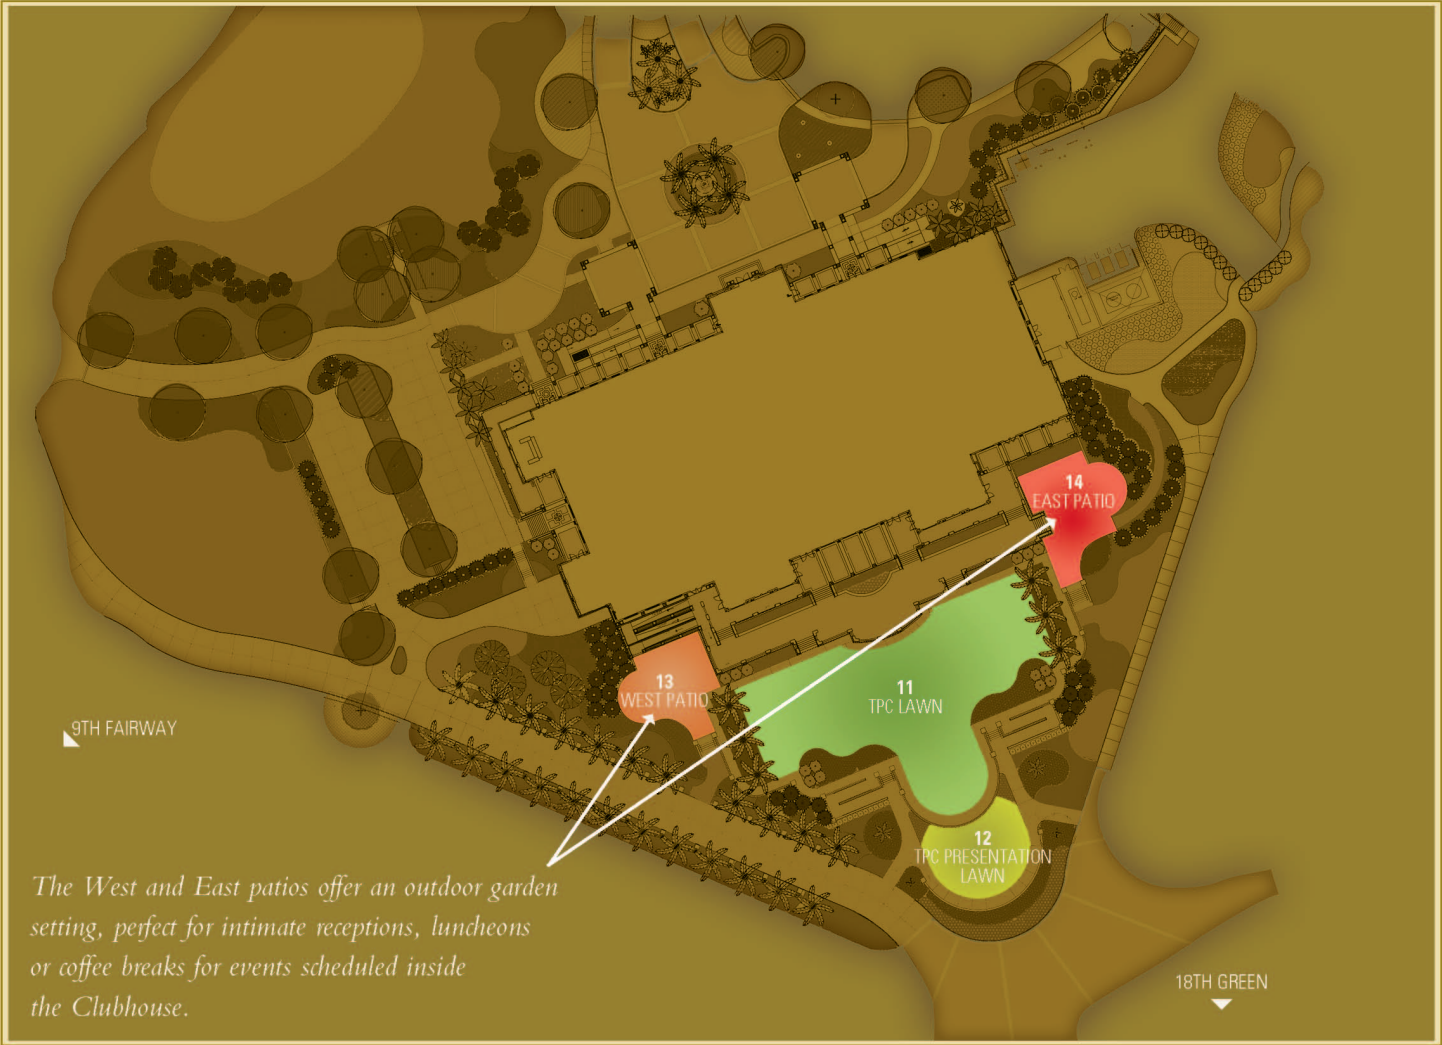 14
EAST PATIO
13
WEST PATIO
11
TPC LAWN
9TH FAIRWAY
12
TPC PRESENTATION
LAWN
The West and East patios offer an outdoor garden
setting, perfect for intimate receptions, luncheons
or coffee breaks for events scheduled inside
the Clubhouse.
18TH GREEN